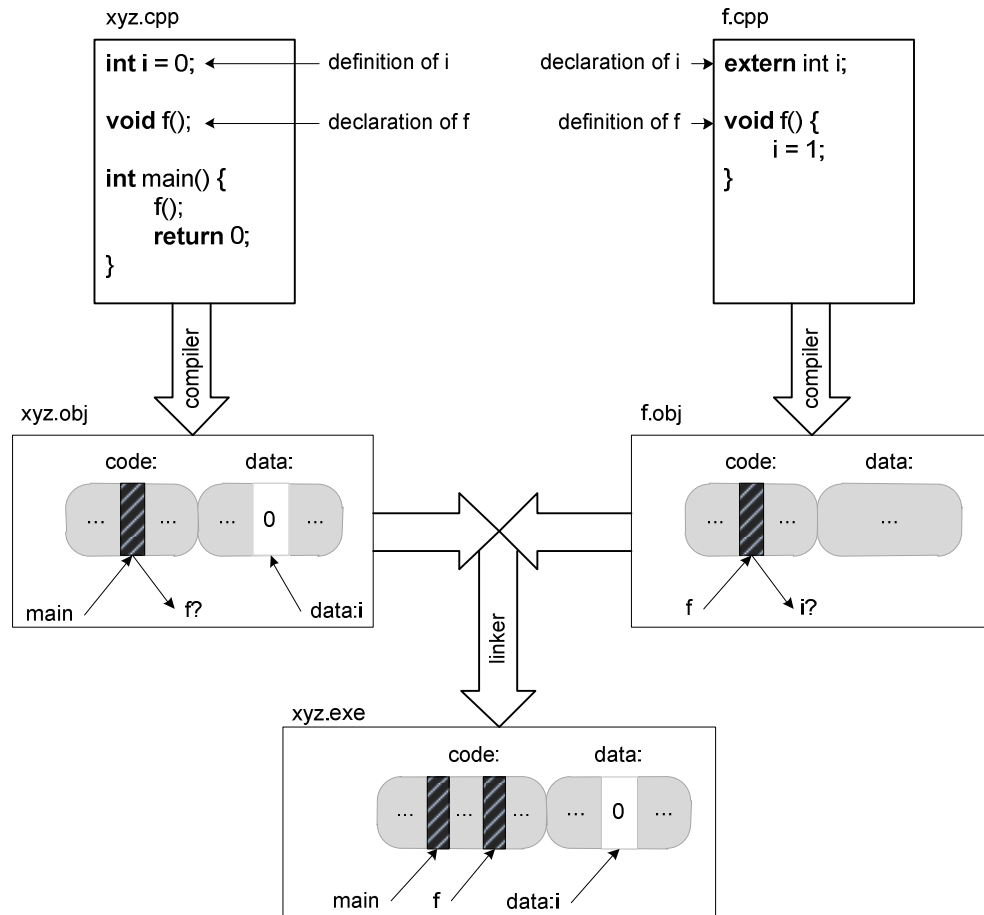 xyz.cpp
int i = 0;
definition of i
void f();
declaration of f
int main() {
f();
return 0;
}
f.cpp
declaration of i
extern int i;
definition of f
void f() {
i = 1;
}
compiler
compiler
xyz.obj
code: data:
... ... ... 0 ...
main f? data:i
f.obj
code: data:
... ... ...
f i?
linker
xyz.exe
code: data:
... ... ... ... 0 ...
main f data:i